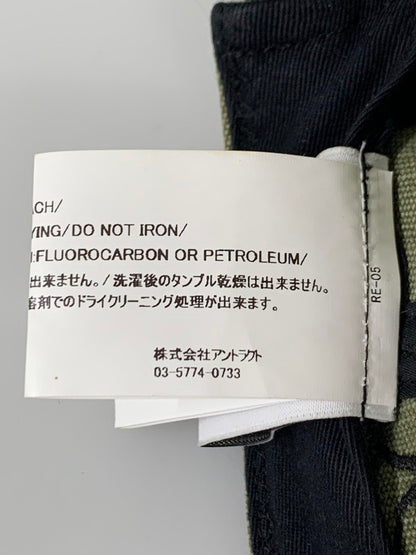 ACH/
YING/DO NOT IRON/
:FLUOROCARBON OR PETROLEUM/
出来ません。/洗濯後のタンブル乾燥は出来ません。
溶剤でのドライクリーニング処理が出来ます。
株式会社アントラクト
03-5774-0733
RE-05